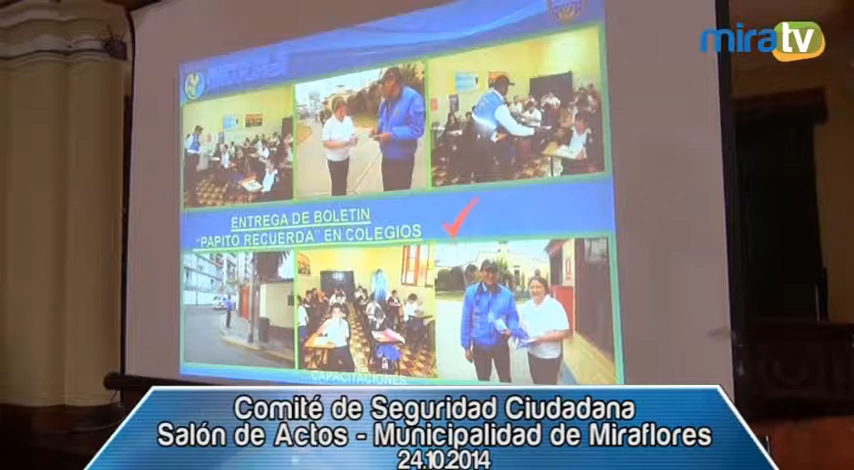 miratv
ENTREGA DE BOLETIN
"PAPITO RECUERDA" EN COLEGIOS
CAPACITACIONES
Comité de Seguridad Ciudadana
Salón de Actos - Municipalidad de Miraflores
24.10.2014